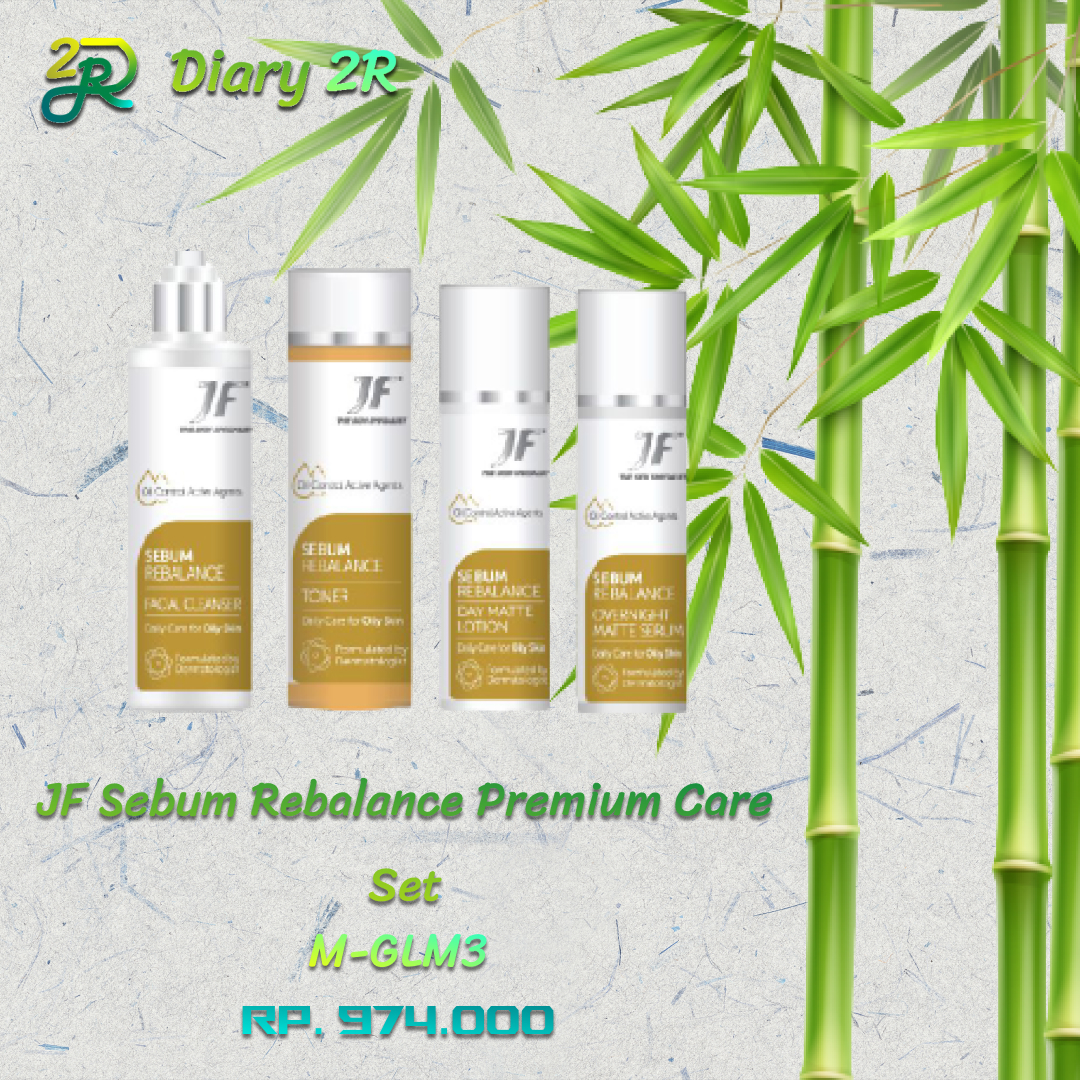 2R Diary 2R
JF
JF
JF
JF
Oil Control Active Agents
Oil Control Active Agents
Oil Control Active Agents
Oil Control Active Agents
SEBUM
REBALANCE
FACIAL CLEANSER
Daily Care for Oily Skin
Formulated by
Dermatologist
SEBUM
REBALANCE
TONER
Daily Care for Oily Skin
Formulated by
Dermatologist
SEBUM
REBALANCE
DAY MATTE
LOTION
Daily Care for Oily Skin
Formulated by
Dermatologist
SEBUM
REBALANCE
OVERNIGHT
MATTE SERUM
Daily Care for Oily Skin
Formulated by
Dermatologist
JF Sebum Rebalance Premium Care
Set
M-GLM3
RP. 974.000